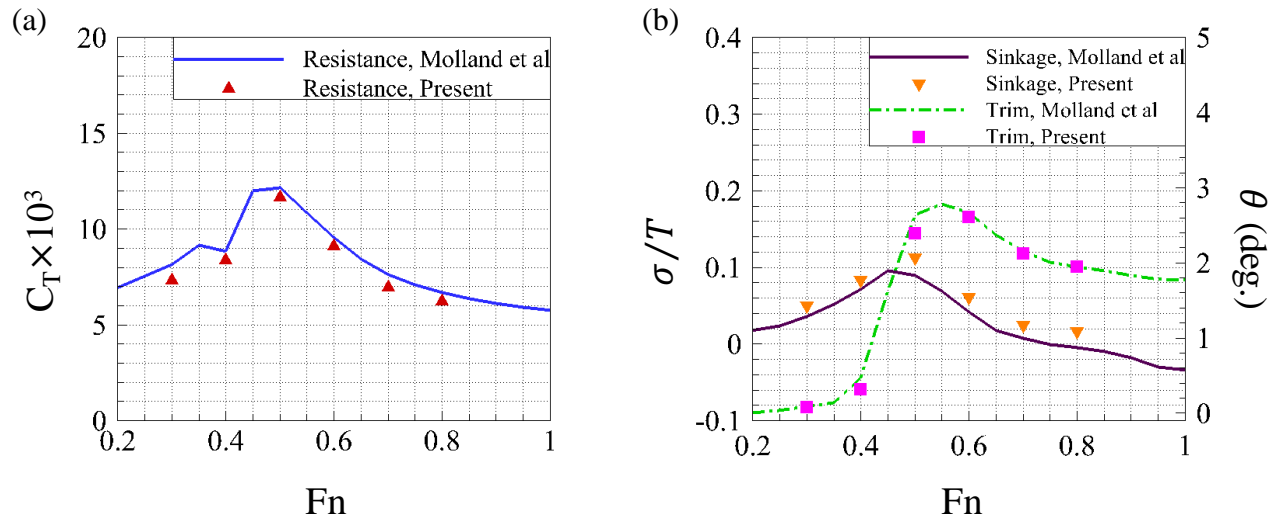 (a)
20
15
10
5
0
C_T×10³
Resistance, Molland et al
Resistance, Present
0.2
0.4
0.6
0.8
1
Fn
(b)
0.4
0.3
0.2
0.1
0
-0.1
σ/T
Sinkage, Molland et al
Sinkage, Present
Trim, Molland et al
Trim, Present
5
4
3
2
1
0
θ (deg.)
0.2
0.4
0.6
0.8
1
Fn